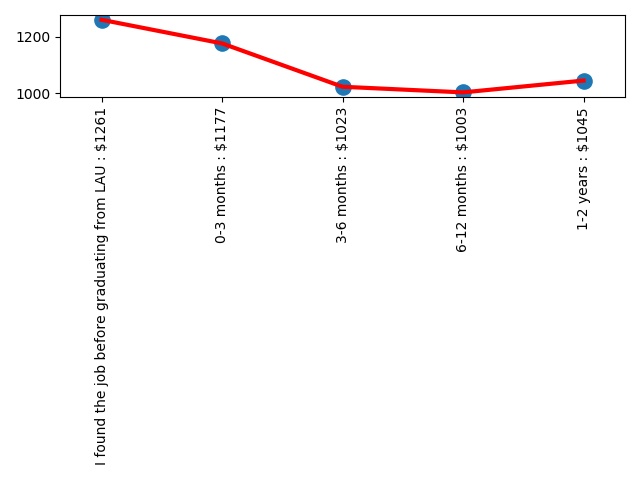 1200
1000
I found the job before graduating from LAU : $1261
0-3 months : $1177
3-6 months : $1023
6-12 months : $1003
1-2 years : $1045